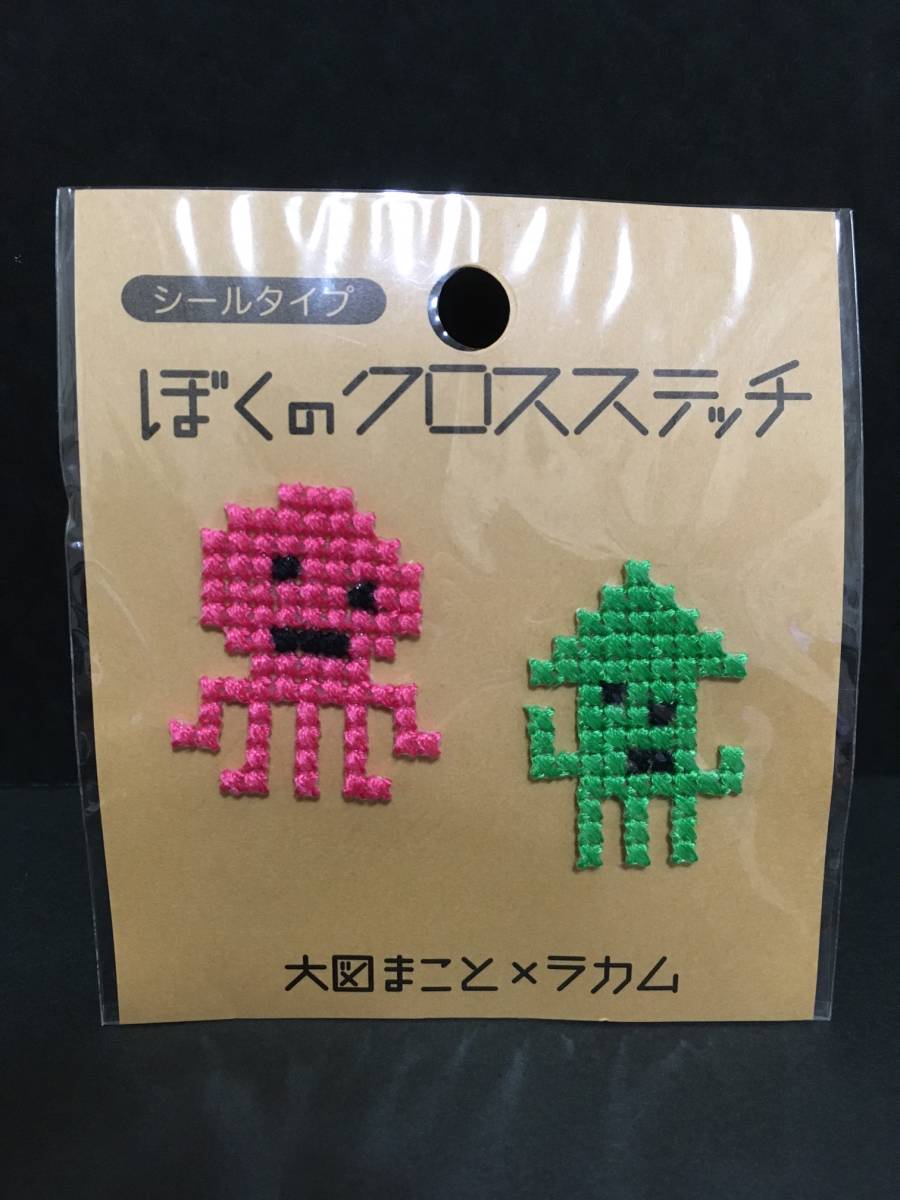 シールタイプ
ぼくのクロスステッチ
大図まこと×ラカム